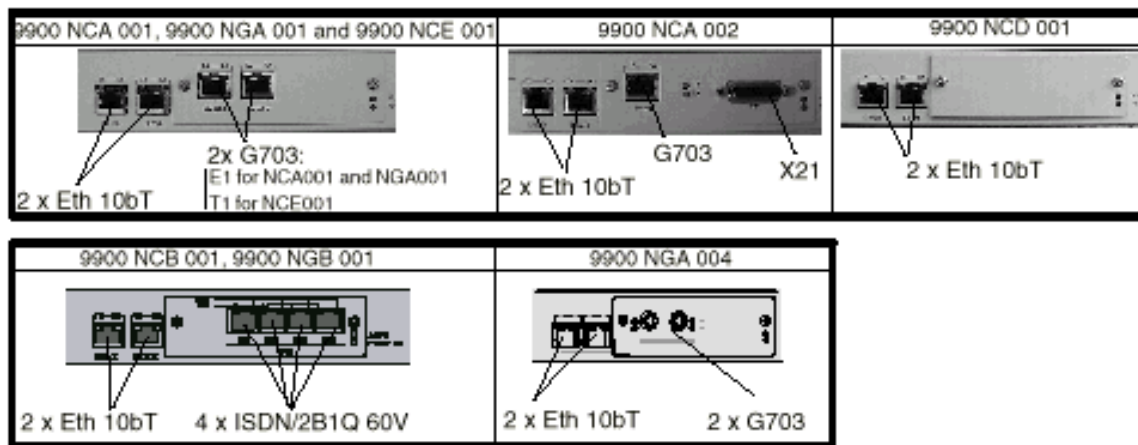 9900 NCA 001, 9900 NGA 001 and 9900 NCE 001
9900 NCA 002
9900 NCD 001
2x G703:
E1 for NCA001 and NGA001
T1 for NCE001
2 x Eth 10bT
G703
X21
2 x Eth 10bT
2 x Eth 10bT
9900 NCB 001, 9900 NGB 001
9900 NGA 004
2
1
2 x Eth 10bT
4 x ISDN/2B1Q 60V
2 x Eth 10bT
2 x G703